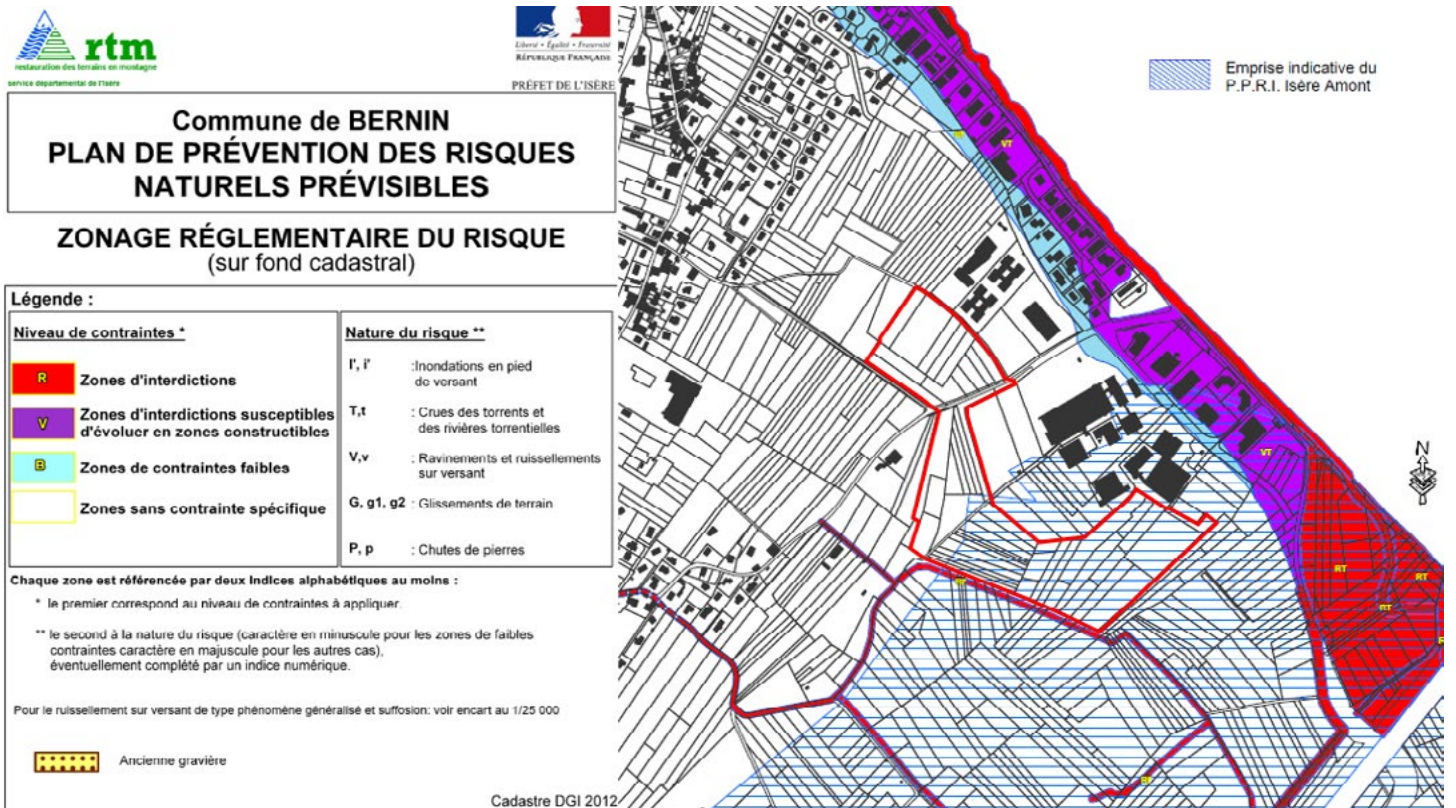 rtm
restauration des terrains en montagne
service départemental de l'Isère
Liberté • Égalité • Fraternité
RÉPUBLIQUE FRANÇAISE
PRÉFET DE L'ISÈRE
Commune de BERNIN
PLAN DE PRÉVENTION DES RISQUES
NATURELS PRÉVISIBLES
ZONAGE RÉGLEMENTAIRE DU RISQUE
(sur fond cadastral)
Légende :
Niveau de contraintes *
R Zones d'interdictions
V Zones d'interdictions susceptibles
d'évoluer en zones constructibles
B Zones de contraintes faibles
Zones sans contrainte spécifique
Nature du risque **
I', i' :Inondations en pied
de versant
T,t : Crues des torrents et
des rivières torrentielles
V,v : Ravinements et ruissellements
sur versant
G, g1, g2 : Glissements de terrain
P, p : Chutes de pierres
Chaque zone est référencée par deux indices alphabétiques au moins :
* le premier correspond au niveau de contraintes à appliquer.
** le second à la nature du risque (caractère en minuscule pour les zones de faibles
contraintes caractère en majuscule pour les autres cas),
éventuellement complété par un indice numérique.
Pour le ruissellement sur versant de type phénomène généralisé et suffosion: voir encart au 1/25 000
Ancienne gravière
Cadastre DGI 2012
Emprise indicative du
P.P.R.I. Isère Amont
VT
N
VT
RT
RT
RT
RT